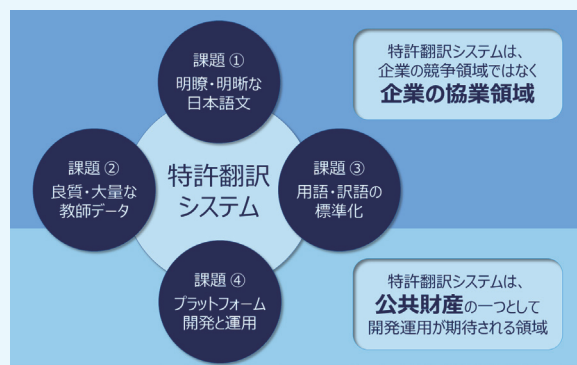 課題 ①
明瞭・明晰な
日本語文
課題 ②
良質・大量な
教師データ
特許翻訳
システム
課題 ③
用語・訳語の
標準化
課題 ④
プラットフォーム
開発と運用
特許翻訳システムは、
企業の競争領域ではなく
企業の協業領域
特許翻訳システムは、
公共財産の一つとして
開発運用が期待される領域